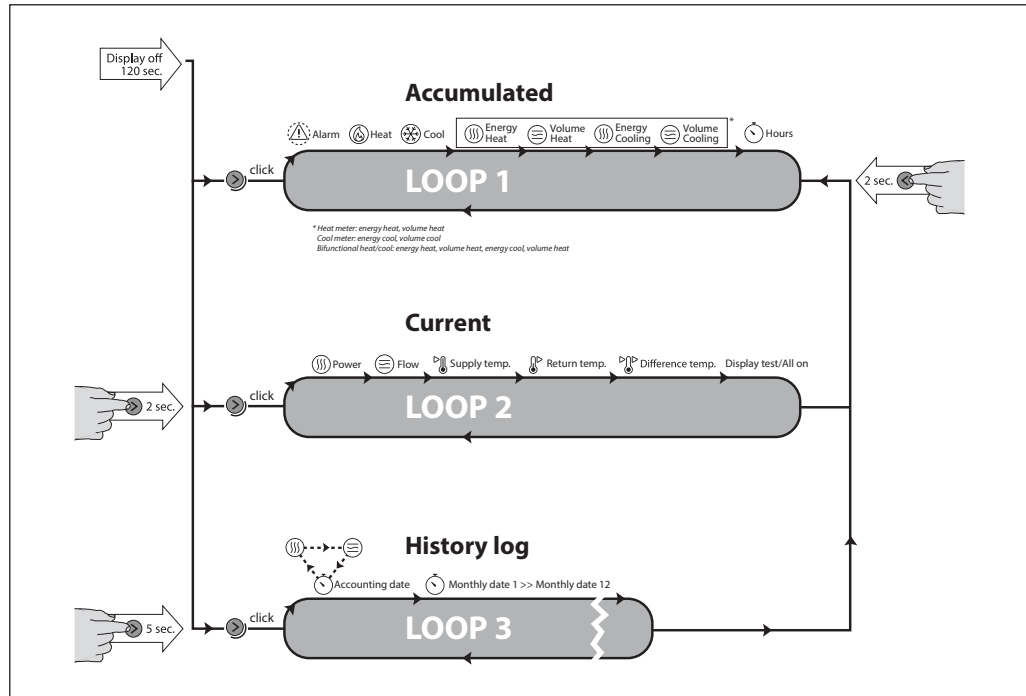 Display off
120 sec.
Accumulated
Alarm
Heat
Cool
Energy
Heat
Volume
Heat
Energy
Cooling
Volume
Cooling
*
Hours
click
LOOP 1
2 sec.
* Heat meter: energy heat, volume heat
Cool meter: energy cool, volume cool
Bifunctional heat/cool: energy heat, volume heat, energy cool, volume heat
Current
Power
Flow
Supply temp.
Return temp.
Difference temp.
Display test/All on
2 sec.
click
LOOP 2
History log
Accounting date
Monthly date 1 >> Monthly date 12
5 sec.
click
LOOP 3